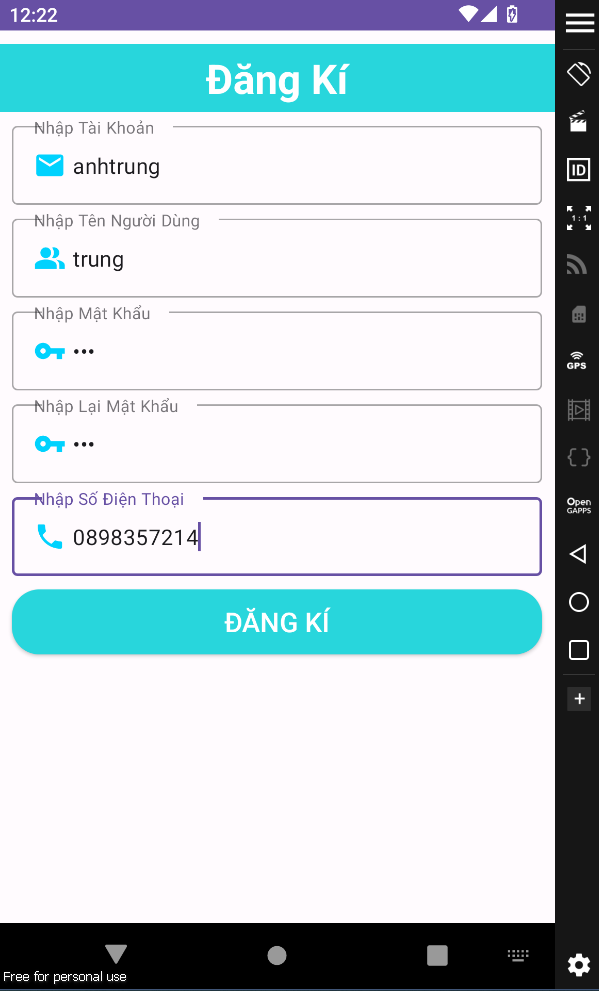 12:22
Đăng Kí
Nhập Tài Khoản
anhtrung
Nhập Tên Người Dùng
trung
Nhập Mật Khẩu
•••
Nhập Lại Mật Khẩu
•••
Nhập Số Điện Thoại
0898357214
ĐĂNG KÍ
Free for personal use
ID
1:1
GPS
Open
GAPPS